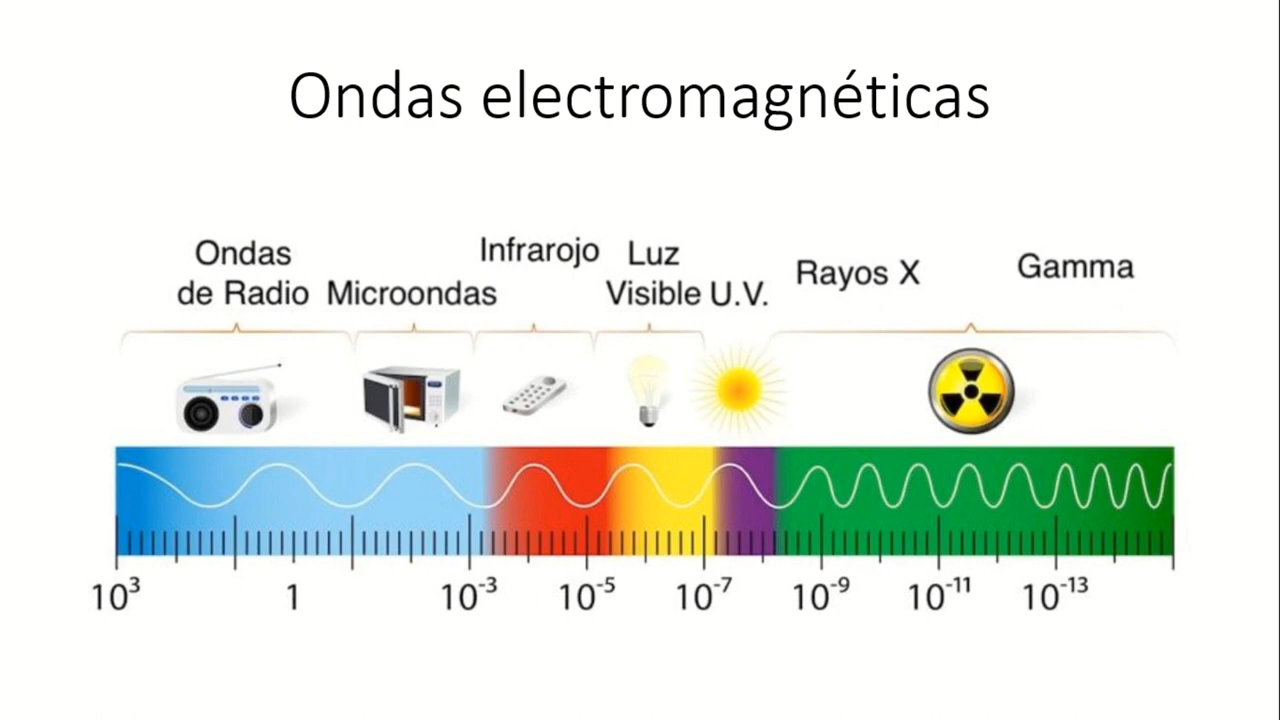 Ondas electromagnéticas
Ondas
de Radio
Microondas
Infrarojo
Luz
Visible
U.V.
Rayos X
Gamma
10³
1
10⁻³
10⁻⁵
10⁻⁷
10⁻⁹
10⁻¹¹
10⁻¹³